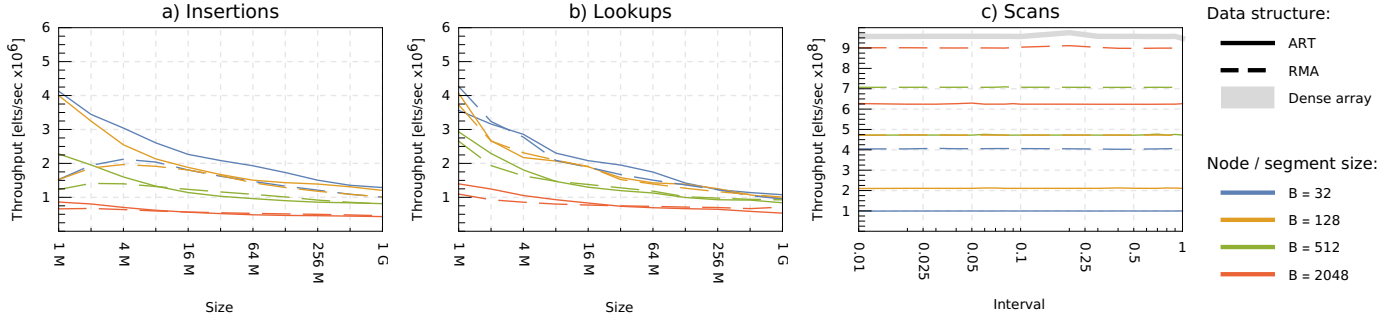 a) Insertions
Throughput [elts/sec x10^6]
6
5
4
3
2
1
1 M
4 M
16 M
64 M
256 M
1 G
Size
b) Lookups
Throughput [elts/sec x10^6]
6
5
4
3
2
1
1 M
4 M
16 M
64 M
256 M
1 G
Size
c) Scans
Throughput [elts/sec x10^8]
9
8
7
6
5
4
3
2
1
0.01
0.025
0.05
0.1
0.25
0.5
1
Interval
Data structure:
ART
RMA
Dense array
Node / segment size:
B = 32
B = 128
B = 512
B = 2048